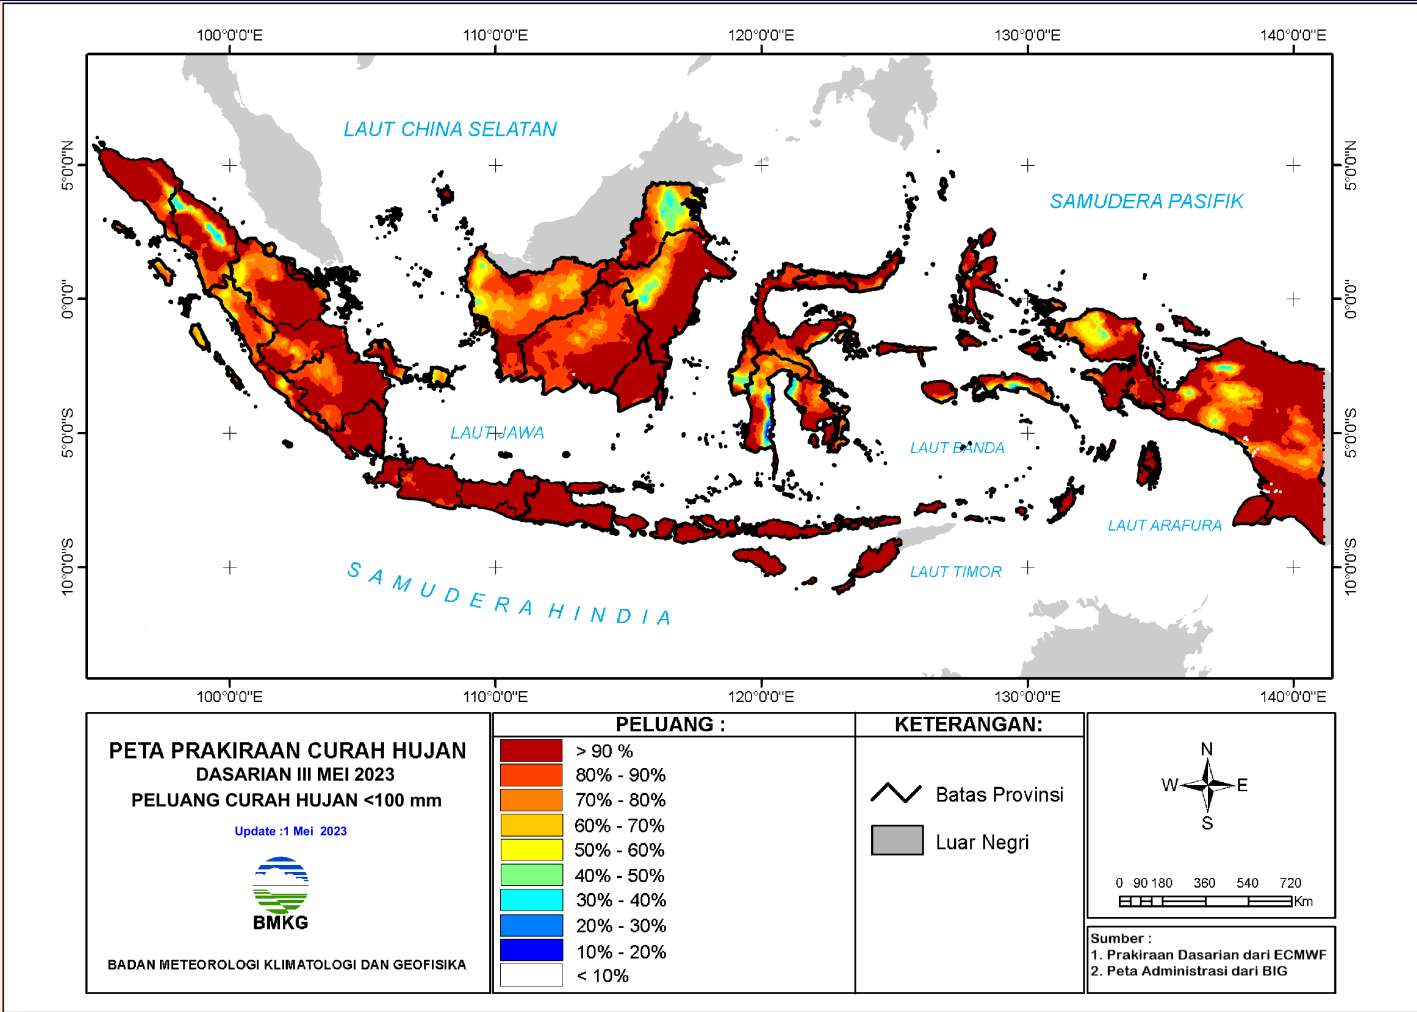 100°0'0"E 110°0'0"E 120°0'0"E 130°0'0"E 140°0'0"E
LAUT CHINA SELATAN
5°0'0"N 5°0'0"N
SAMUDERA PASIFIK
0°0'0" 0°0'0"
LAUT JAWA
5°0'0"S 5°0'0"S
LAUT BANDA
LAUT ARAFURA
10°0'0"S 10°0'0"S
LAUT TIMOR
SAMUDERA HINDIA
100°0'0"E 110°0'0"E 120°0'0"E 130°0'0"E 140°0'0"E
PETA PRAKIRAAN CURAH HUJAN
DASARIAN III MEI 2023
PELUANG CURAH HUJAN <100 mm
Update :1 Mei 2023
BMKG
BADAN METEOROLOGI KLIMATOLOGI DAN GEOFISIKA
PELUANG :
> 90 %
80% - 90%
70% - 80%
60% - 70%
50% - 60%
40% - 50%
30% - 40%
20% - 30%
10% - 20%
< 10%
KETERANGAN:
Batas Provinsi
Luar Negri
N
W E
S
0 90 180 360 540 720
Km
Sumber :
1. Prakiraan Dasarian dari ECMWF
2. Peta Administrasi dari BIG